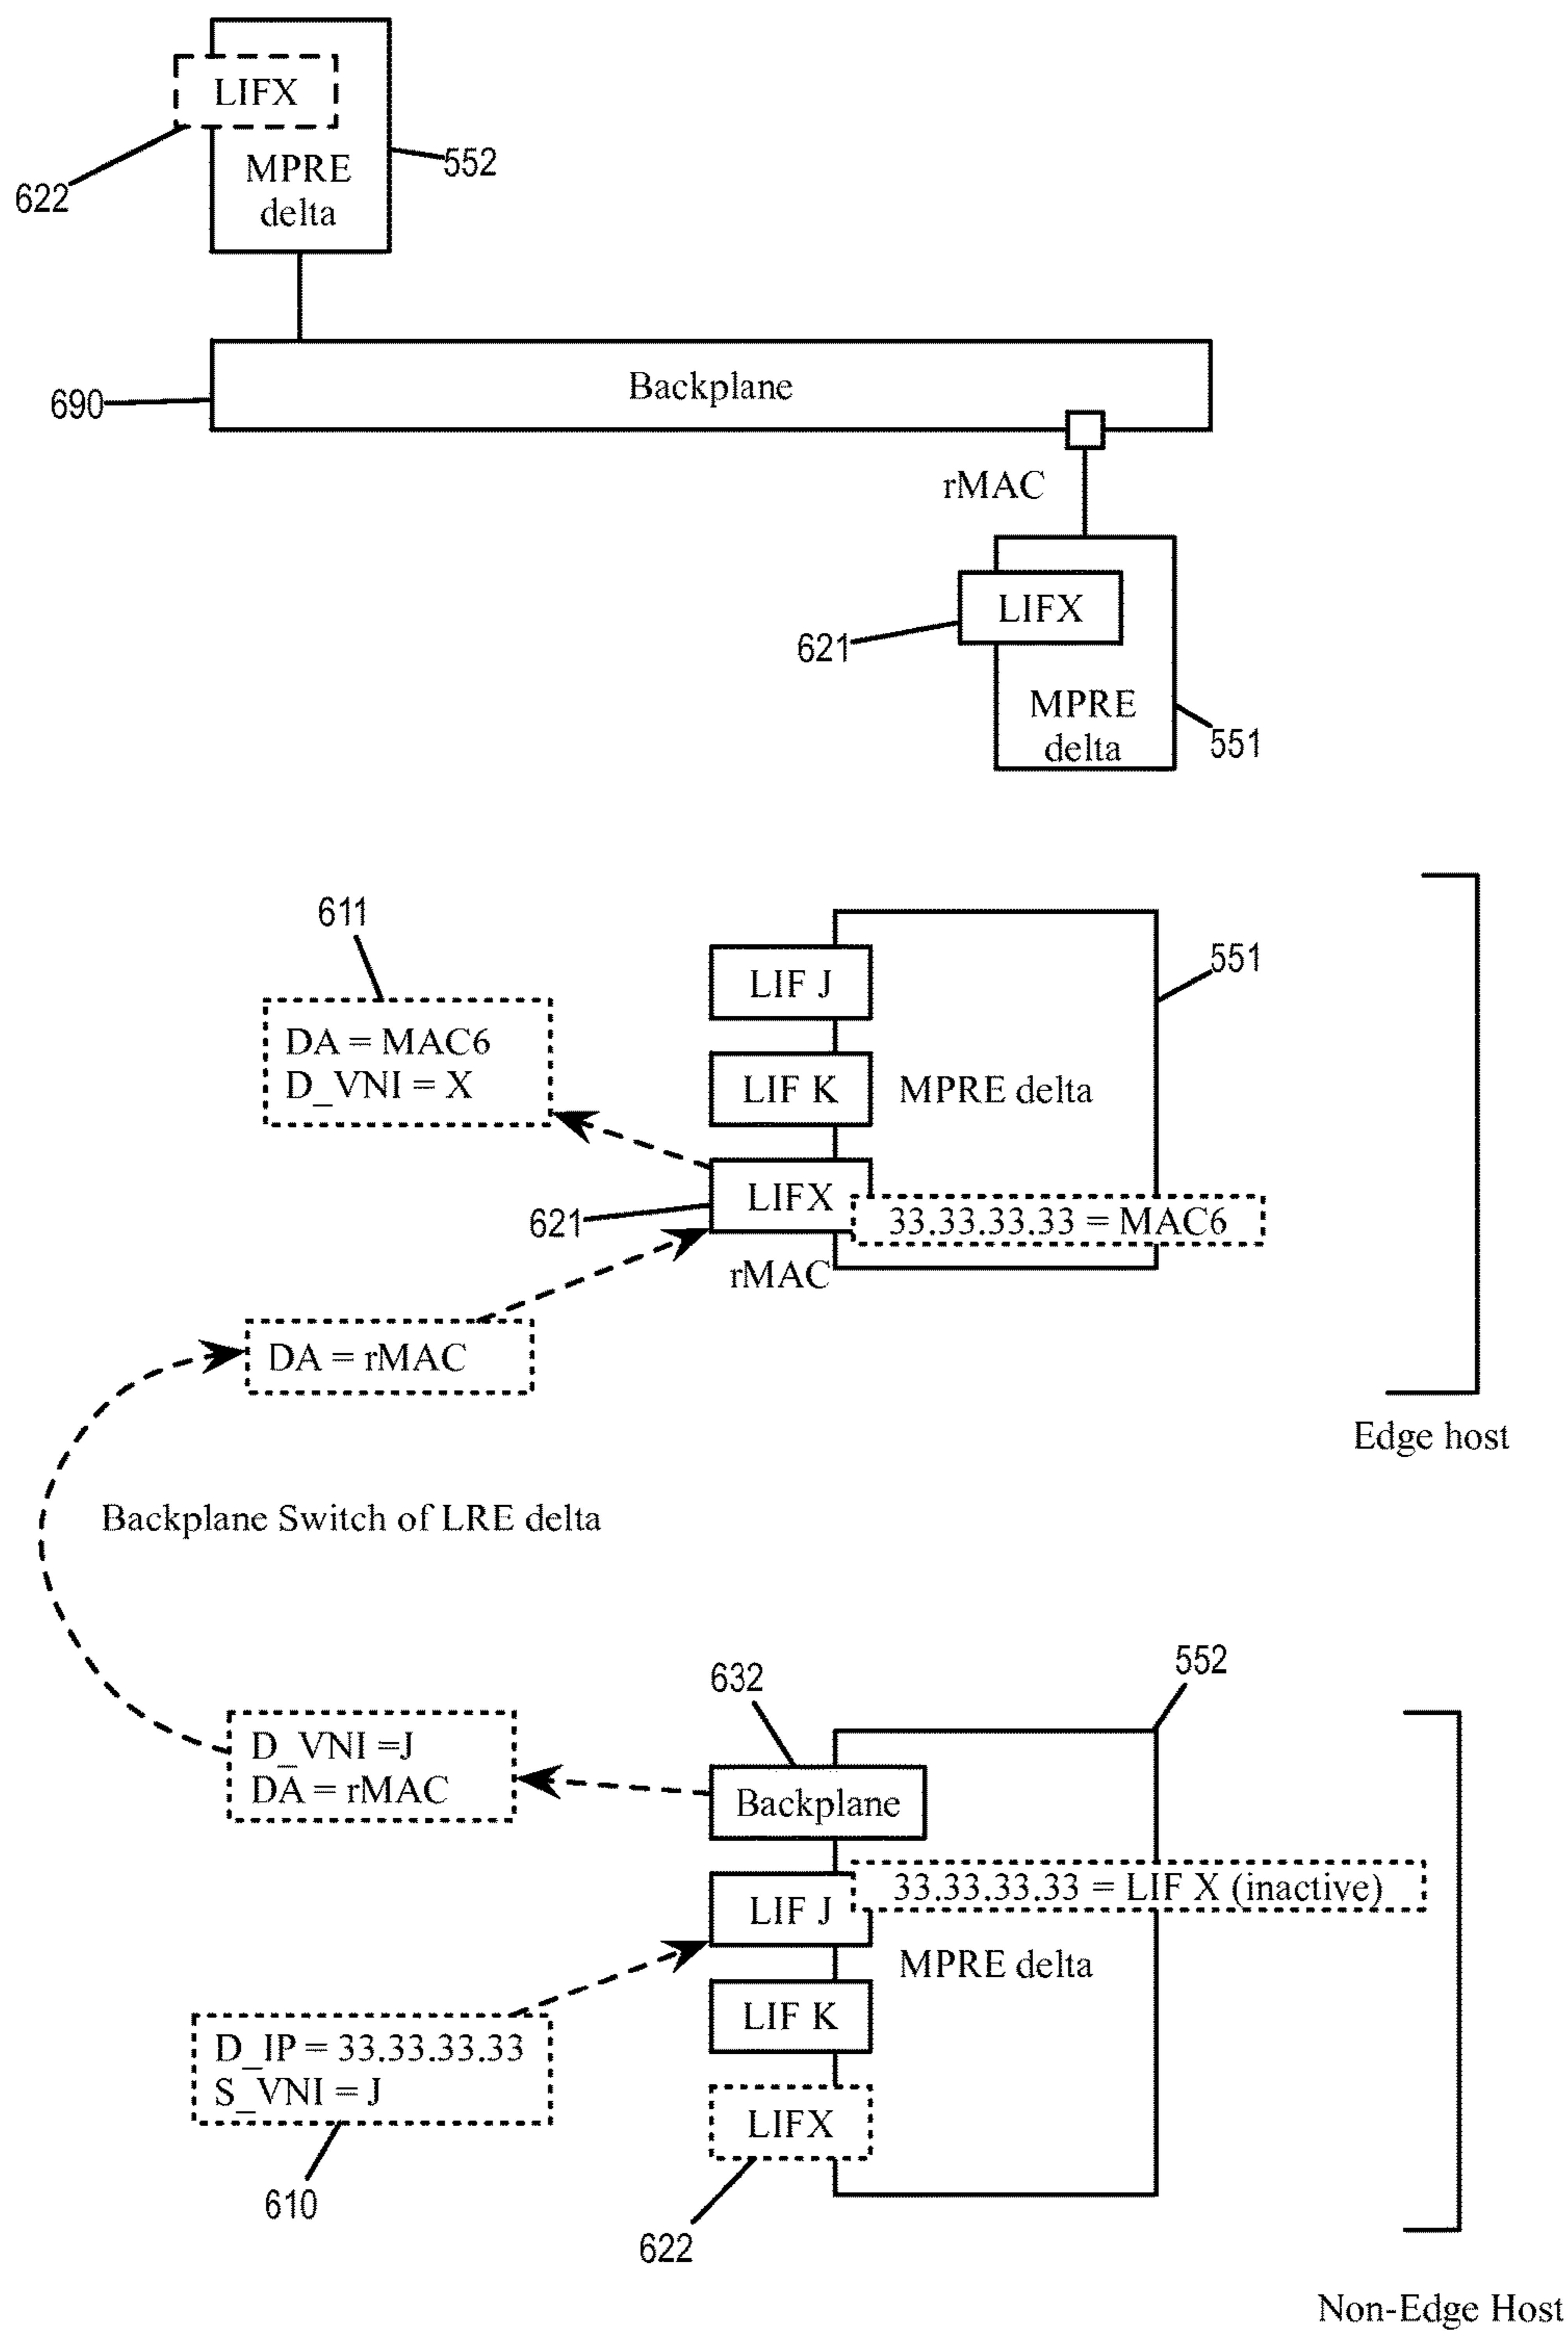 LIFX
MPRE
delta
552
622
Backplane
690
rMAC
LIFX
621
MPRE
delta
551
611
LIF J
551
DA = MAC6
D_VNI = X
LIF K
MPRE delta
LIFX
621
33.33.33.33 = MAC6
rMAC
DA = rMAC
Edge host
Backplane Switch of LRE delta
632
552
D_VNI =J
DA = rMAC
Backplane
33.33.33.33 = LIF X (inactive)
LIF J
MPRE delta
LIF K
D_IP = 33.33.33.33
S_VNI = J
LIFX
610
622
Non-Edge Host